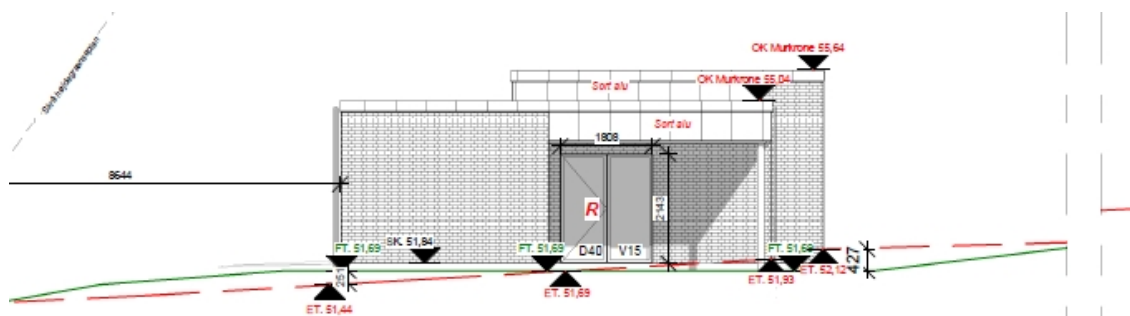 Skrå højdegrænseplan
OK Murkrone 55,64
Sort alu
OK Murkrone 55,04
Sort alu
1808
8644
2143
R
FT. 51,69
SK. 51,84
FT. 51,69
D40
V15
FT. 51,69
427
251
ET. 51,44
ET. 51,69
ET. 51,93
ET. 52,12